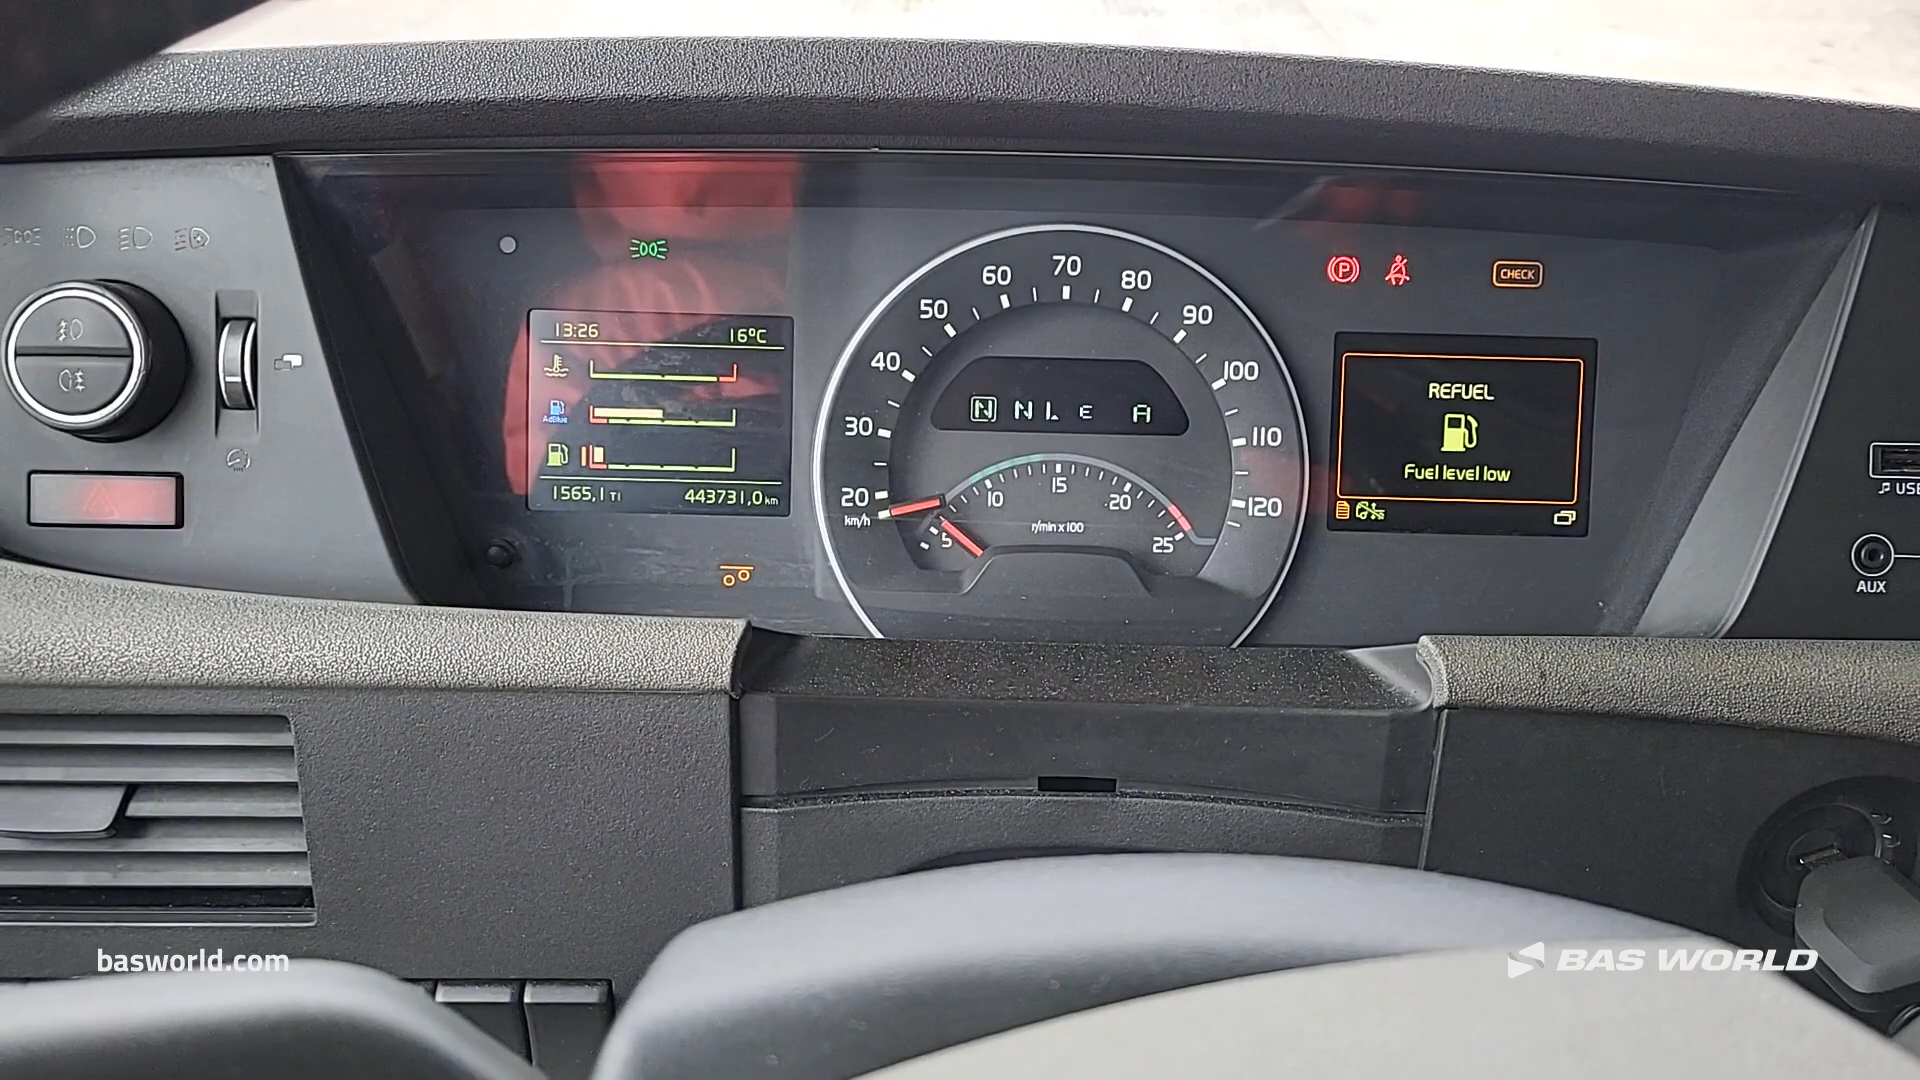 13:26 16°C
AdBlue
1565,1 T1 443731,0 km
20 30 40 50 60 70 80 90 100 110 120
km/h
N N L E A
5 10 15 20 25
r/min x 100
P
CHECK
REFUEL
Fuel level low
USB
AUX
basworld.com
BAS WORLD